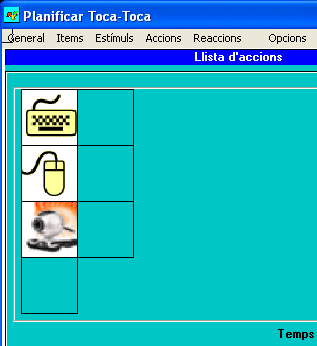 Planificar Toca-Toca
General Items Estímuls Accions Reaccions Opcions
Llista d'accions
Temps